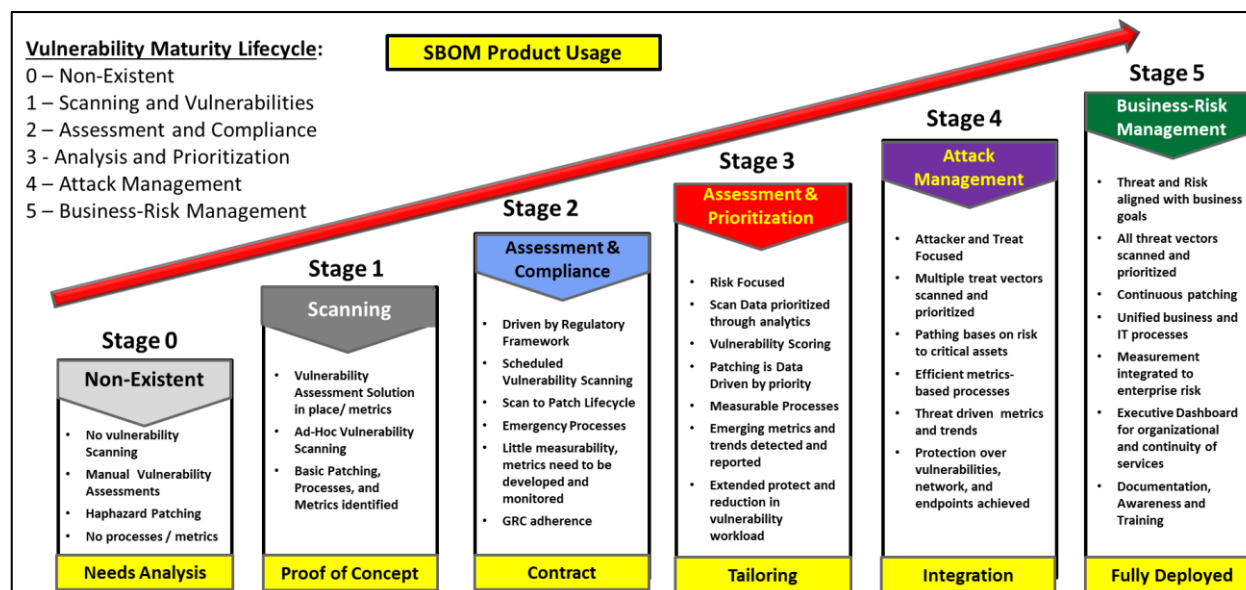 Vulnerability Maturity Lifecycle:
0 – Non-Existent
1 – Scanning and Vulnerabilities
2 – Assessment and Compliance
3 - Analysis and Prioritization
4 – Attack Management
5 – Business-Risk Management
SBOM Product Usage
Stage 0
Non-Existent
• No vulnerability
Scanning
• Manual Vulnerability
Assessments
• Haphazard Patching
• No processes / metrics
Needs Analysis
Stage 1
Scanning
• Vulnerability
Assessment Solution
in place/ metrics
• Ad-Hoc Vulnerability
Scanning
• Basic Patching,
Processes, and
Metrics identified
Proof of Concept
Stage 2
Assessment &
Compliance
• Driven by Regulatory
Framework
• Scheduled
Vulnerability Scanning
• Scan to Patch Lifecycle
• Emergency Processes
• Little measurability,
metrics need to be
developed and
monitored
• GRC adherence
Contract
Stage 3
Assessment &
Prioritization
• Risk Focused
• Scan Data prioritized
through analytics
• Vulnerability Scoring
• Patching is Data
Driven by priority
• Measurable Processes
• Emerging metrics and
trends detected and
reported
• Extended protect and
reduction in
vulnerability
workload
Tailoring
Stage 4
Attack
Management
• Attacker and Treat
Focused
• Multiple treat vectors
scanned and
prioritized
• Pathing bases on risk
to critical assets
• Efficient metrics-
based processes
• Threat driven metrics
and trends
• Protection over
vulnerabilities,
network, and
endpoints achieved
Integration
Stage 5
Business-Risk
Management
• Threat and Risk
aligned with business
goals
• All threat vectors
scanned and
prioritized
• Continuous patching
• Unified business and
IT processes
• Measurement
integrated to
enterprise risk
• Executive Dashboard
for organizational
and continuity of
services
• Documentation,
Awareness and
Training
Fully Deployed